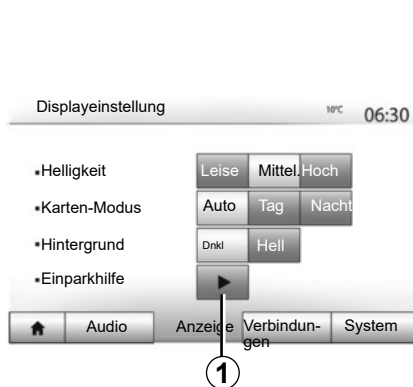 Displayeinstellung 10°C 06:30
▪Helligkeit Leise Mittel. Hoch
▪Karten-Modus Auto Tag Nacht
▪Hintergrund Dnkl Hell
▪Einparkhilfe
Audio Anzeige Verbindun- System
gen
1